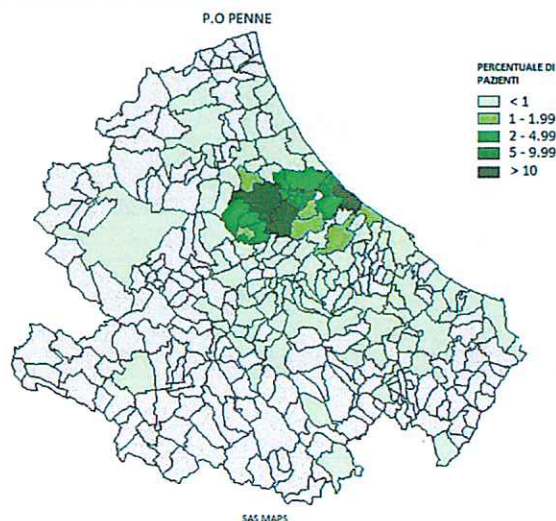 P.O PENNE
PERCENTUALE DI
PAZIENTI
< 1
1 - 1.99
2 - 4.99
5 - 9.99
> 10
SAS MAPS